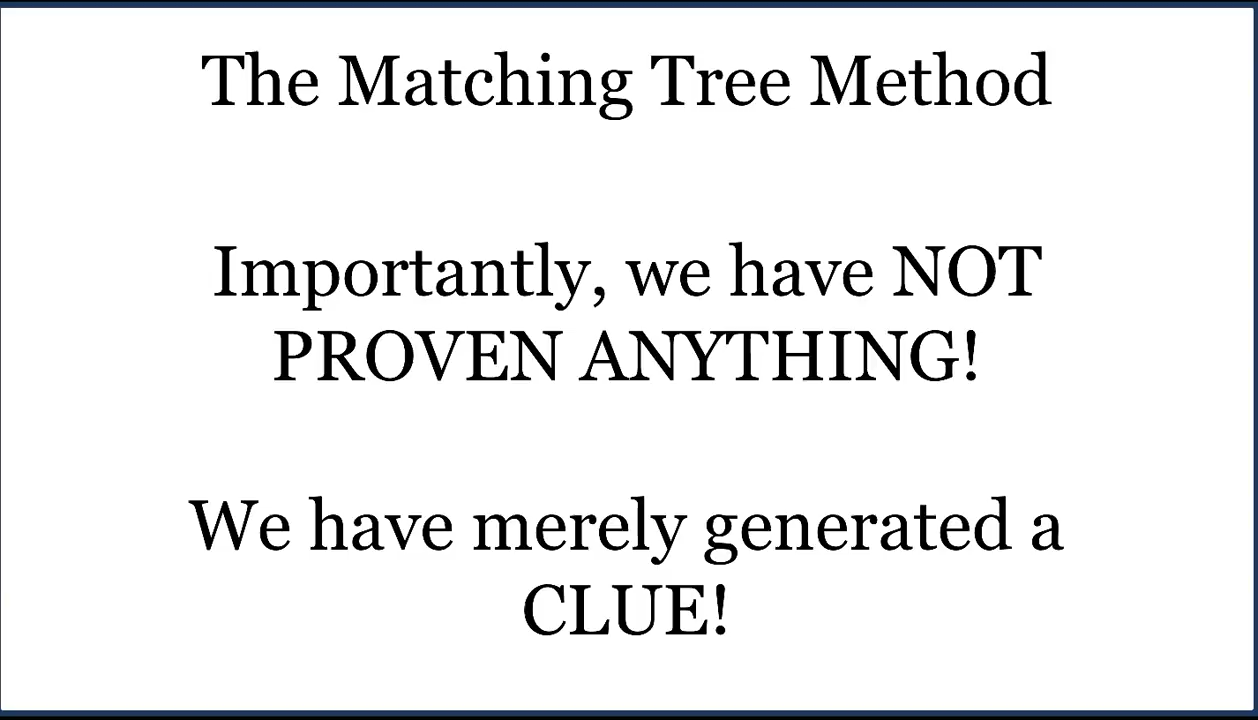 The Matching Tree Method
Importantly, we have NOT
PROVEN ANYTHING!
We have merely generated a
CLUE!